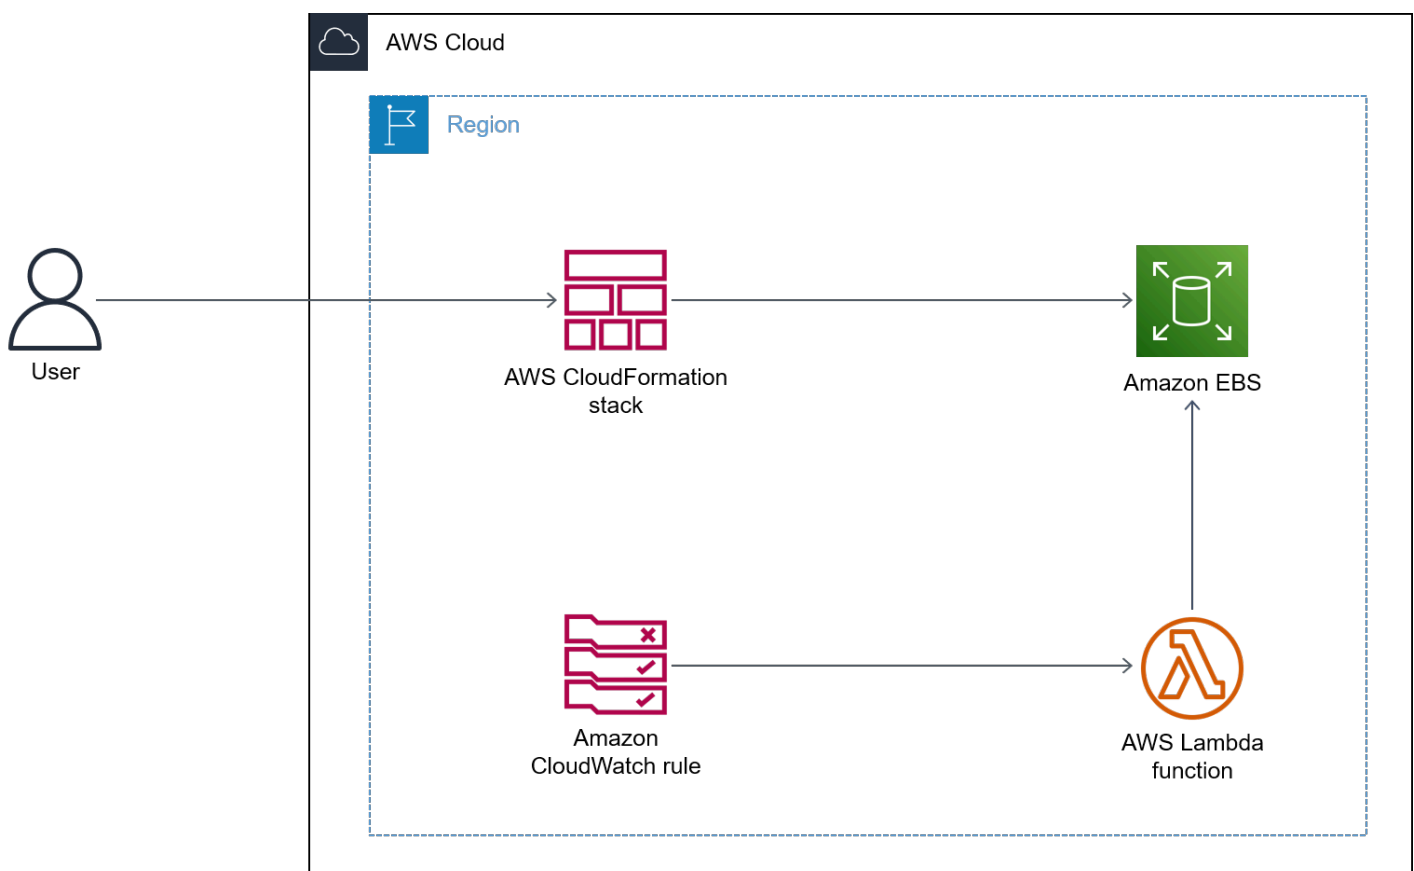 AWS Cloud
Region
User
AWS CloudFormation
stack
Amazon EBS
Amazon
CloudWatch rule
AWS Lambda
function